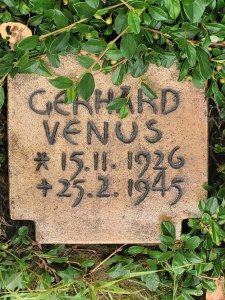 GERHARD
VENUS
* 15.11.1926
+ 25.2.1945